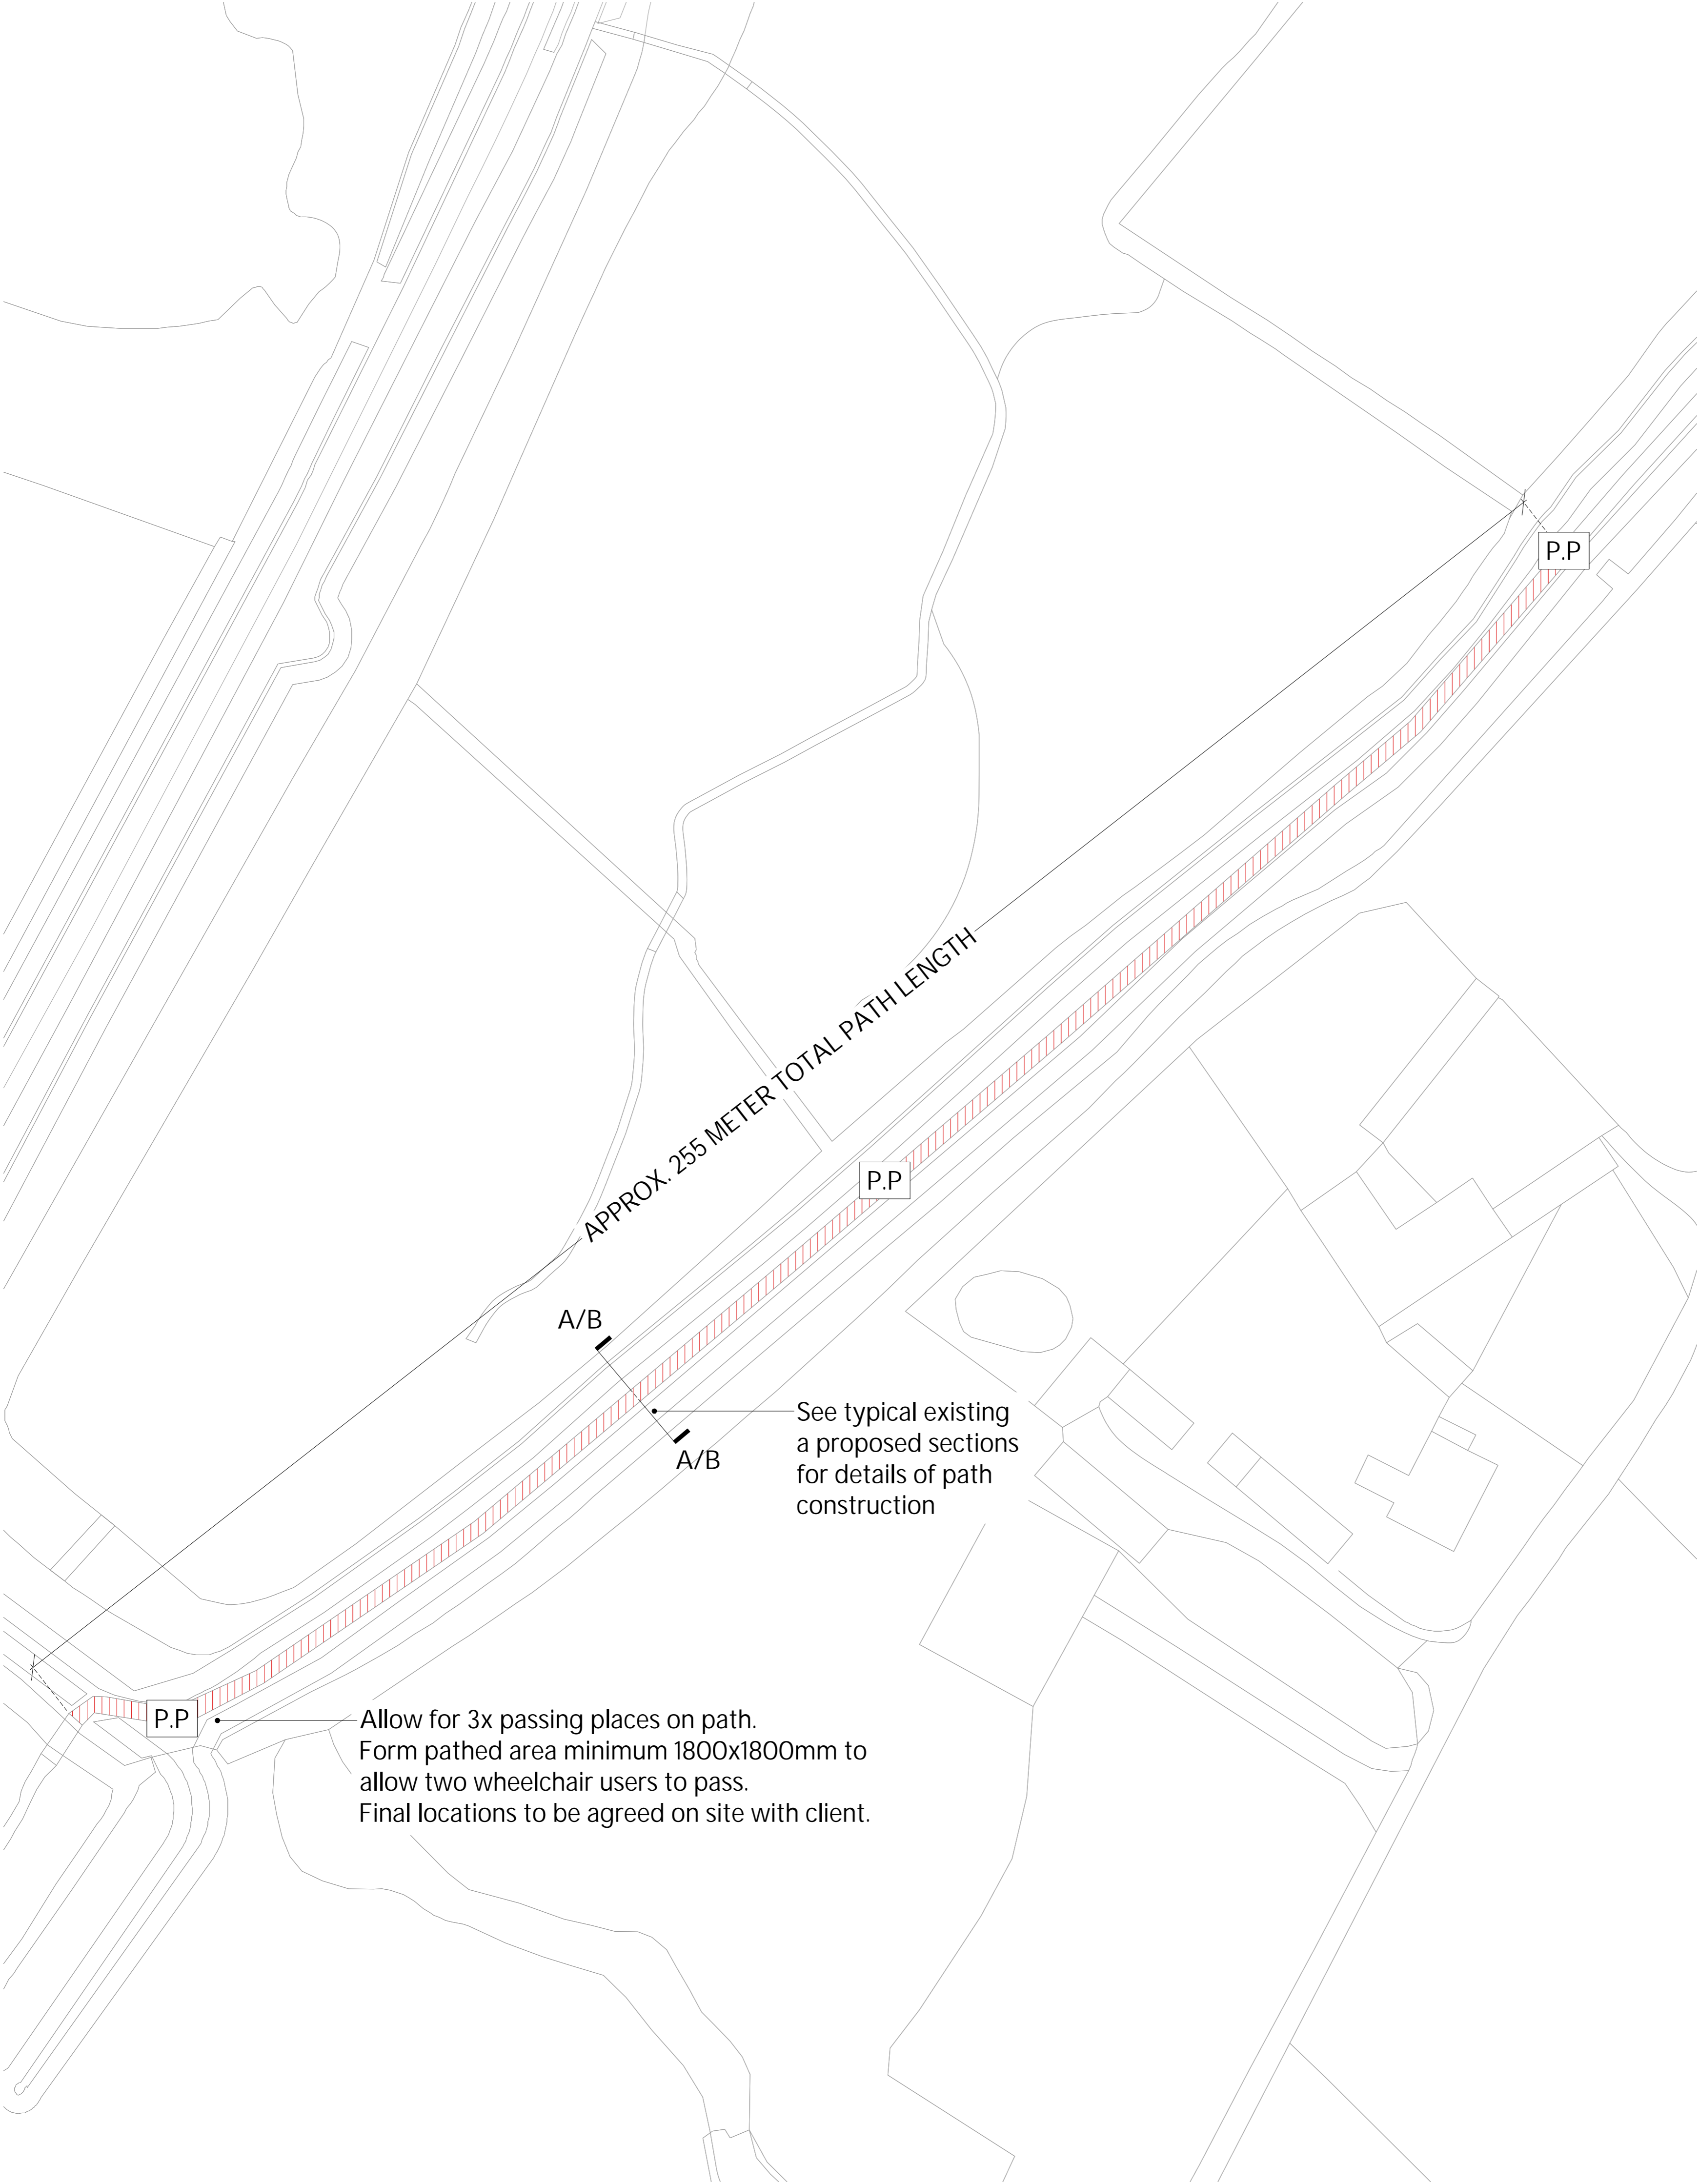 P.P
APPROX. 255 METER TOTAL PATH LENGTH
P.P
A/B
A/B
See typical existing
a proposed sections
for details of path
construction
P.P
Allow for 3x passing places on path.
Form pathed area minimum 1800x1800mm to
allow two wheelchair users to pass.
Final locations to be agreed on site with client.